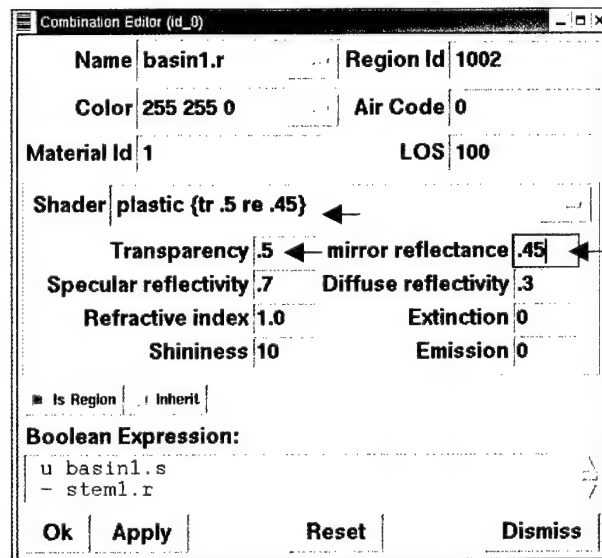 Combination Editor (id_0)
Name basin1.r Region Id 1002
Color 255 255 0 Air Code 0
Material Id 1 LOS 100
Shader plastic {tr .5 re .45}
Transparency .5 mirror reflectance .45
Specular reflectivity .7 Diffuse reflectivity .3
Refractive index 1.0 Extinction 0
Shininess 10 Emission 0
Is Region Inherit
Boolean Expression:
u basin1.s
- stem1.r
Ok Apply Reset Dismiss